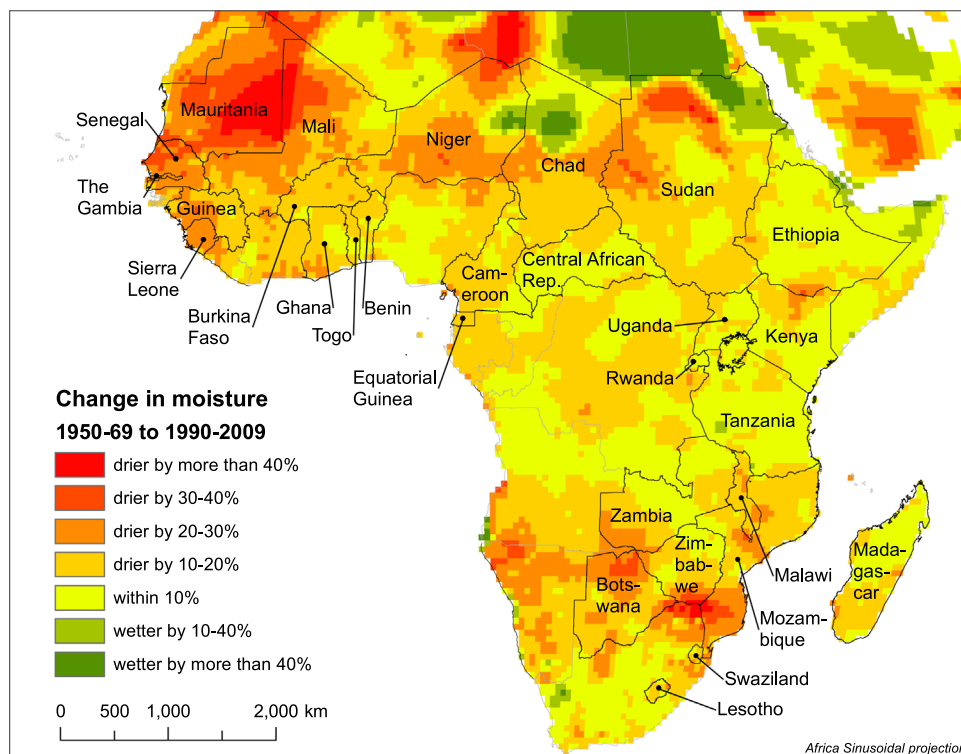 Mauritania
Senegal
Mali
Niger
Chad
Sudan
The
Gambia
Guinea
Ethiopia
Sierra
Leone
Cam-
eroon
Central African
Rep.
Burkina
Faso
Ghana
Togo
Benin
Uganda
Kenya
Equatorial
Guinea
Rwanda
Tanzania
Change in moisture
1950-69 to 1990-2009
drier by more than 40%
drier by 30-40%
drier by 20-30%
drier by 10-20%
within 10%
wetter by 10-40%
wetter by more than 40%
0 500 1,000 2,000 km
Zambia
Zim-
bab-
we
Mada-
gas-
car
Bots-
wana
Malawi
Mozam-
bique
Swaziland
Lesotho
Africa Sinusoidal projection